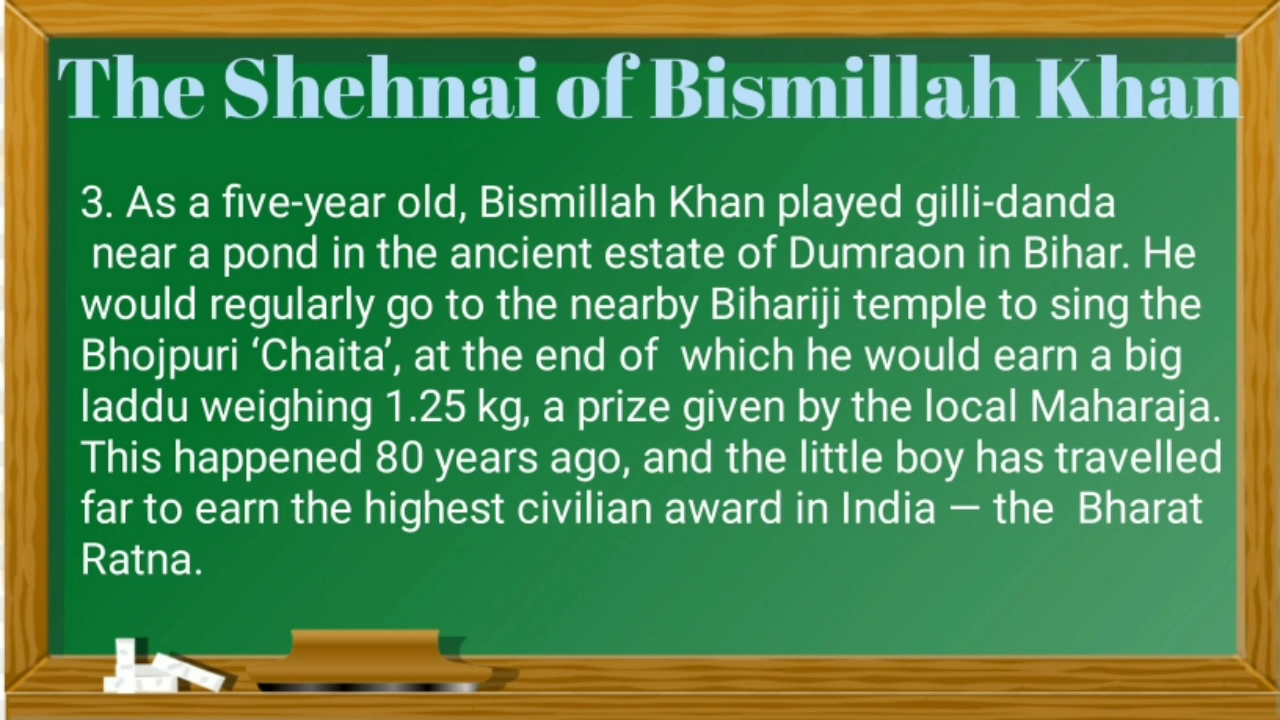 The Shehnai of Bismillah Khan
3. As a five-year old, Bismillah Khan played gilli-danda
near a pond in the ancient estate of Dumraon in Bihar. He
would regularly go to the nearby Bihariji temple to sing the
Bhojpuri ‘Chaita’, at the end of which he would earn a big
laddu weighing 1.25 kg, a prize given by the local Maharaja.
This happened 80 years ago, and the little boy has travelled
far to earn the highest civilian award in India — the Bharat
Ratna.